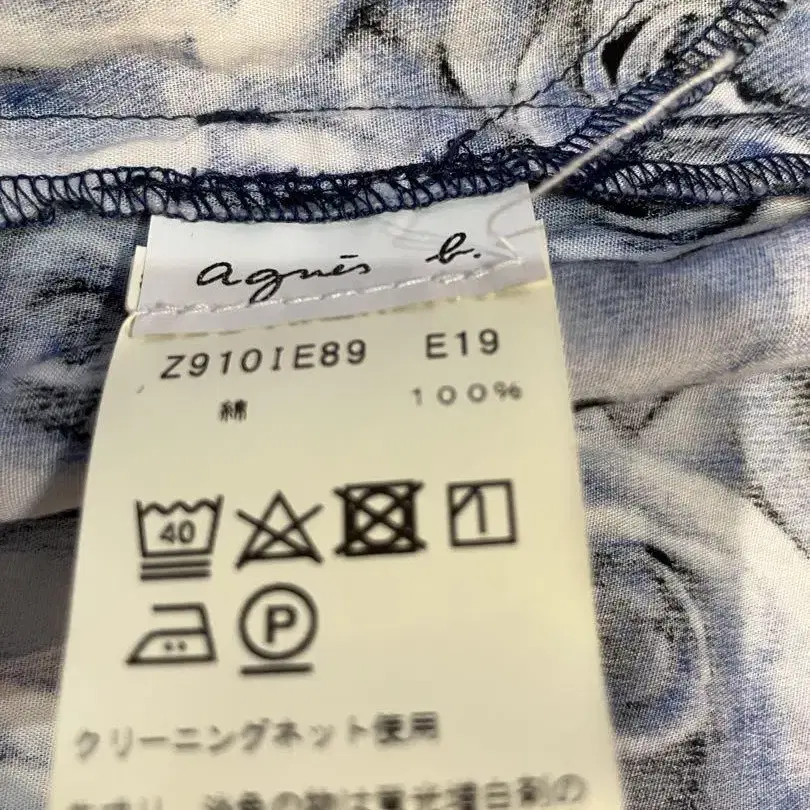 agnès b.
Z910IE89 E19
綿 100%
40
P
クリーニングネット使用